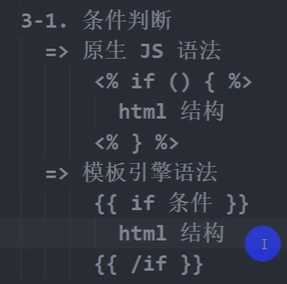 3-1. 条件判断
=> 原生 JS 语法
<% if () { %>
html 结构
<% } %>
=> 模板引擎语法
{{ if 条件 }}
html 结构
{{ /if }}